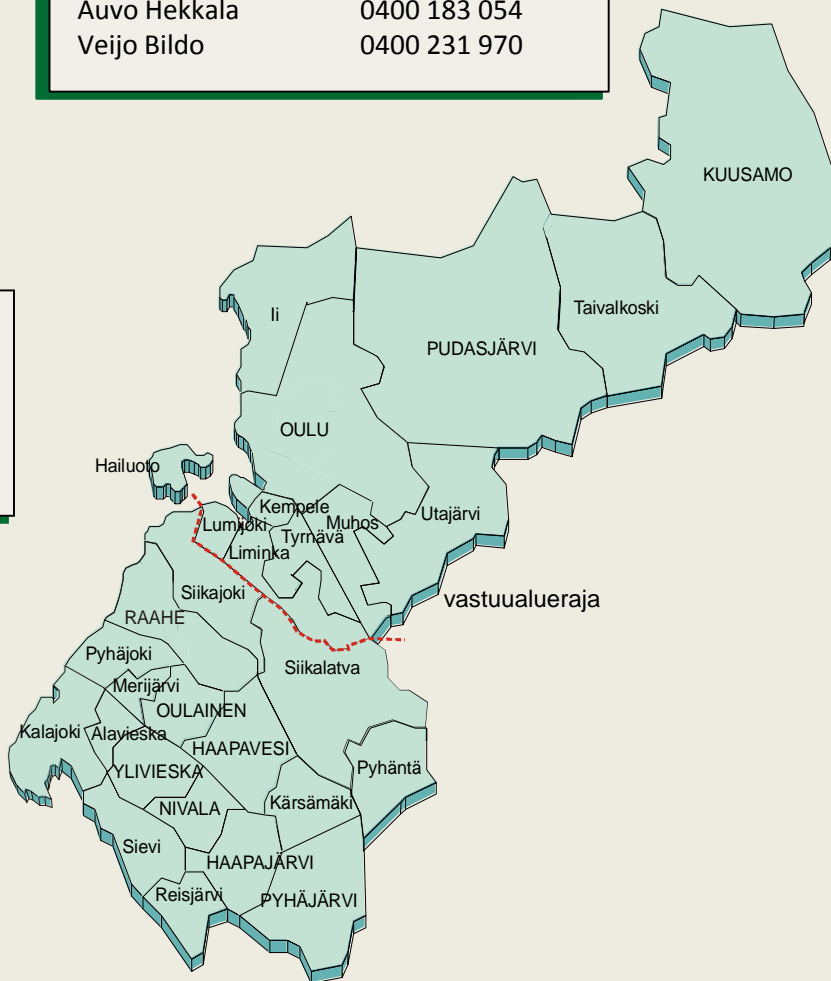 Auvo Hekkala 0400 183 054
Veijo Bildo 0400 231 970
KUUSAMO
Ii
Taivalkoski
PUDASJÄRVI
OULU
Hailuoto
Kempele
Utajärvi
Lumijoki
Muhos
Tyrnävä
Liminka
Siikajoki
vastuualueraja
RAAHE
Pyhäjoki
Siikalatva
Merijärvi
OULAINEN
Kalajoki
Alavieska
HAAPAVESI
YLIVIESKA
Pyhäntä
NIVALA
Kärsämäki
Sievi
HAAPAJÄRVI
Reisjärvi
PYHÄJÄRVI